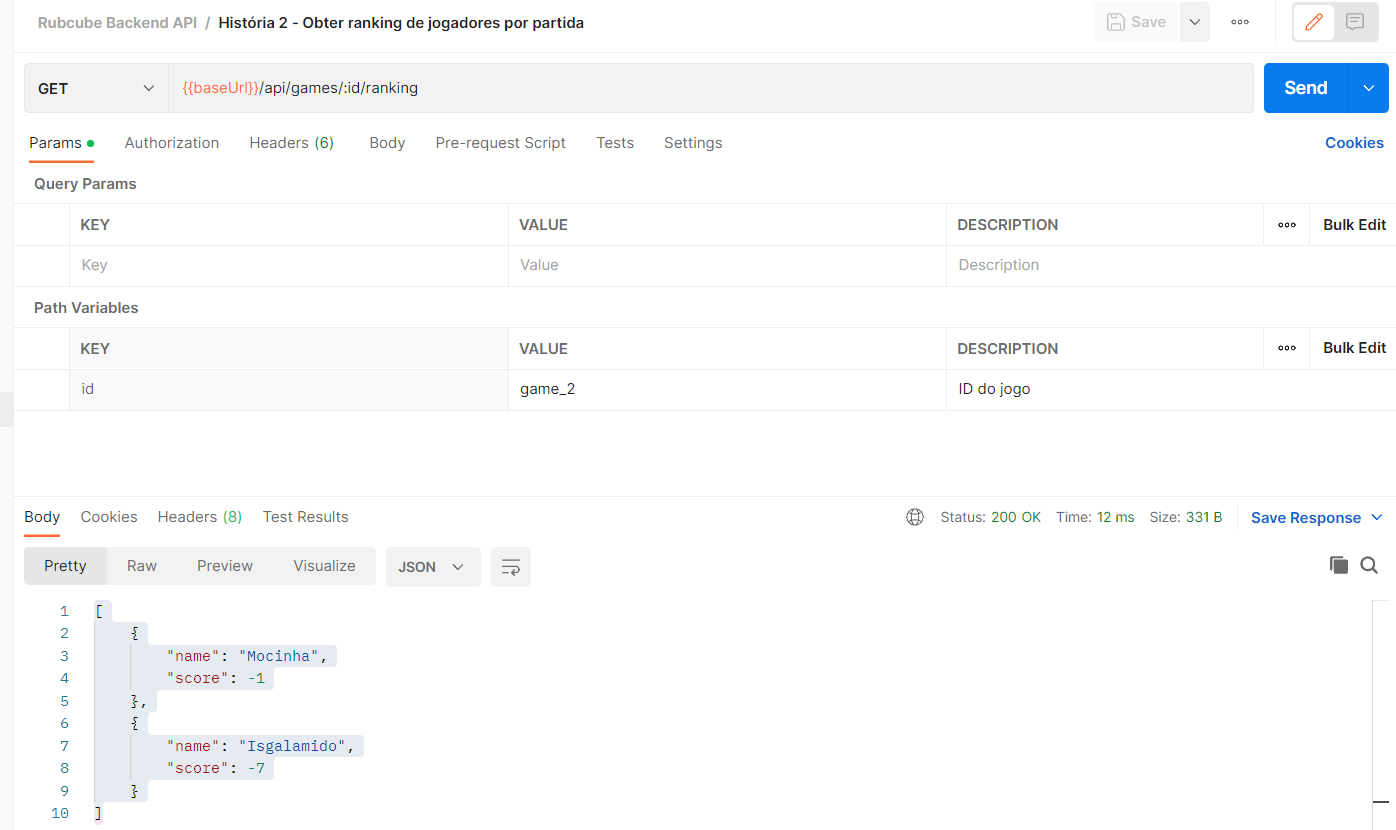 Rubcube Backend API / História 2 - Obter ranking de jogadores por partida
Save
GET
{{baseUrl}}/api/games/:id/ranking
Send
Params Authorization Headers (6) Body Pre-request Script Tests Settings Cookies
Query Params
KEY VALUE DESCRIPTION Bulk Edit
Key Value Description
Path Variables
KEY VALUE DESCRIPTION Bulk Edit
id game_2 ID do jogo
Body Cookies Headers (8) Test Results Status: 200 OK Time: 12 ms Size: 331 B Save Response
Pretty Raw Preview Visualize JSON
1 [
2 {
3 "name": "Mocinha",
4 "score": -1
5 },
6 {
7 "name": "Isgalamido",
8 "score": -7
9 }
10 ]